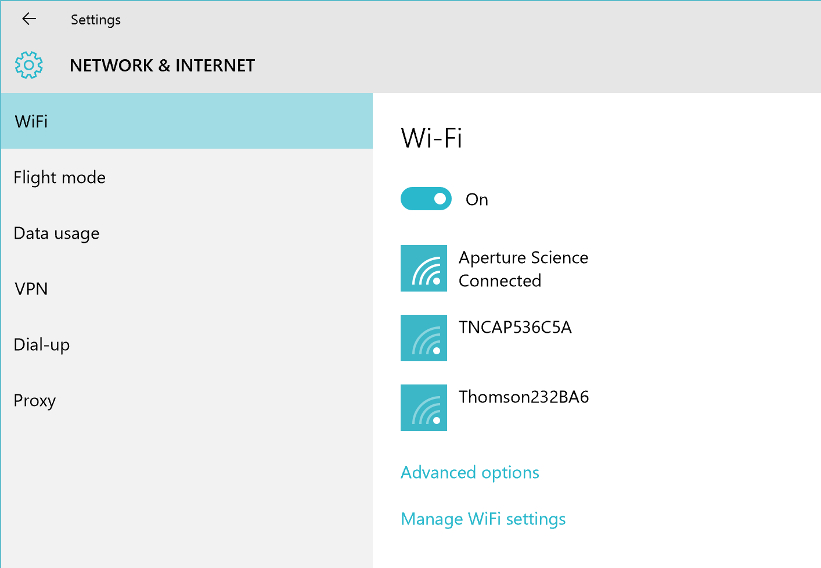 Settings
NETWORK & INTERNET
WiFi
Flight mode
Data usage
VPN
Dial-up
Proxy
Wi-Fi
On
Aperture Science
Connected
TNCAP536C5A
Thomson232BA6
Advanced options
Manage WiFi settings